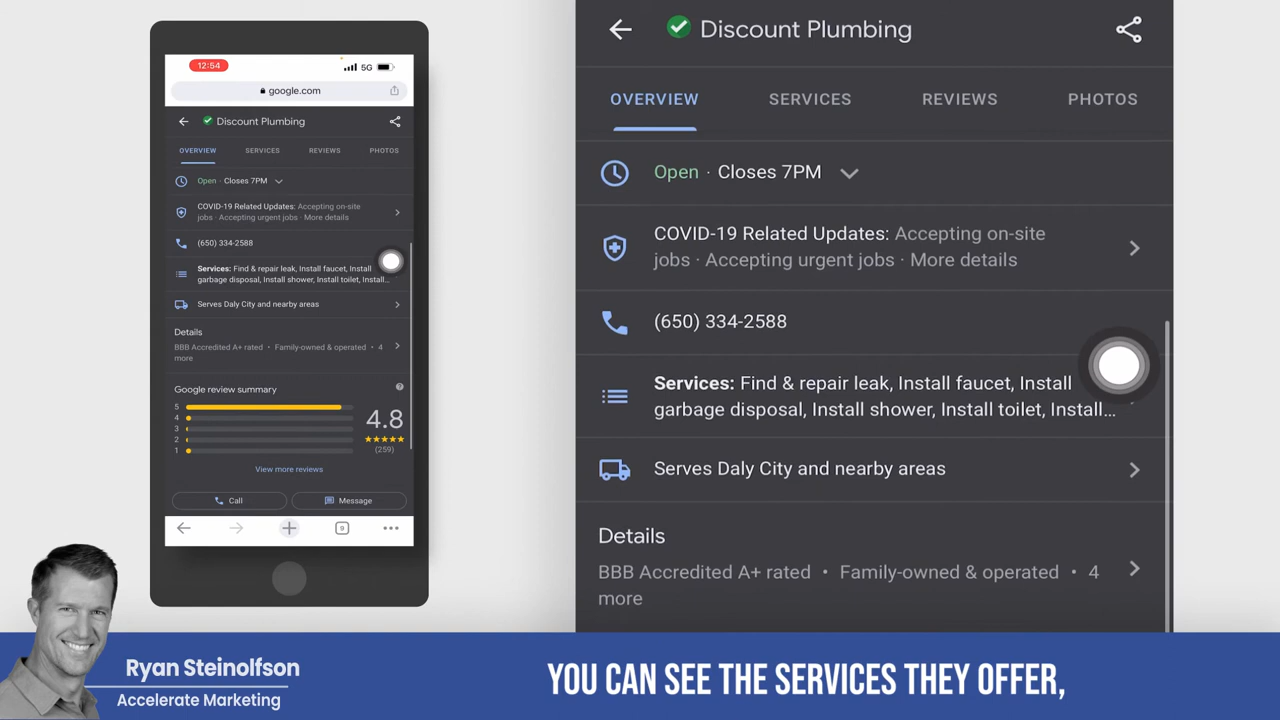 12:54
5G
google.com
Discount Plumbing
OVERVIEW SERVICES REVIEWS PHOTOS
Open · Closes 7PM
COVID-19 Related Updates: Accepting on-site
jobs · Accepting urgent jobs · More details
(650) 334-2588
Services: Find & repair leak, Install faucet, Install
garbage disposal, Install shower, Install toilet, Install...
Serves Daly City and nearby areas
Details
BBB Accredited A+ rated • Family-owned & operated • 4
more
Google review summary
5
4
3
2
1
4.8
(259)
View more reviews
Call
Message
9
Discount Plumbing
OVERVIEW SERVICES REVIEWS PHOTOS
Open · Closes 7PM
COVID-19 Related Updates: Accepting on-site
jobs · Accepting urgent jobs · More details
(650) 334-2588
Services: Find & repair leak, Install faucet, Install
garbage disposal, Install shower, Install toilet, Install...
Serves Daly City and nearby areas
Details
BBB Accredited A+ rated • Family-owned & operated • 4
more
Ryan Steinolfson
Accelerate Marketing
YOU CAN SEE THE SERVICES THEY OFFER,